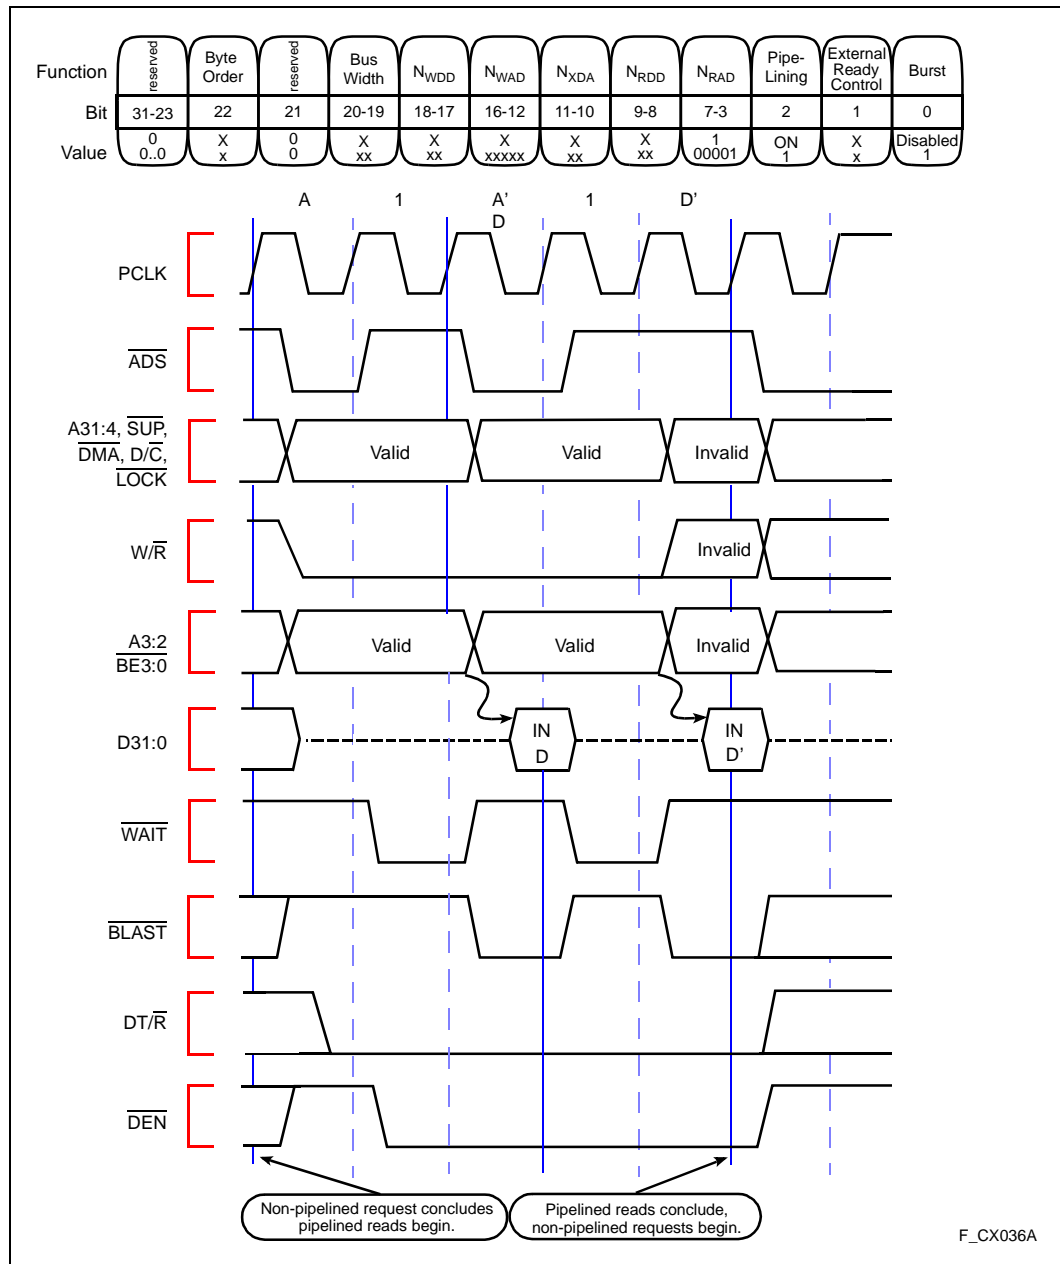 Function reserved Byte Order reserved Bus Width NWDD NWAD NXDA NRDD NRAD Pipe-Lining External Ready Control Burst
Bit 31-23 22 21 20-19 18-17 16-12 11-10 9-8 7-3 2 1 0
Value 0 X 0 X X X X X 1 ON X Disabled
0..0 x 0 xx xx xxxxx xx xx 00001 1 x 1
A 1 A' 1 D'
D
PCLK
ADS
A31:4, SUP,
DMA, D/C,
LOCK
Valid Valid Invalid
W/R
Invalid
A3:2
BE3:0
Valid Valid Invalid
D31:0
IN IN
D D'
WAIT
BLAST
DT/R
DEN
Non-pipelined request concludes
pipelined reads begin.
Pipelined reads conclude,
non-pipelined requests begin.
F_CX036A